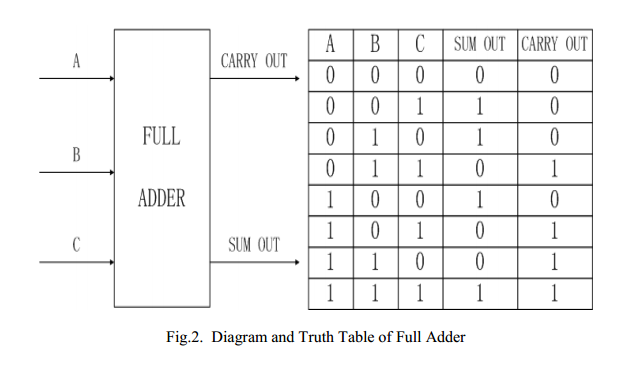 A
B
C
FULL
ADDER
CARRY OUT
SUM OUT
A B C SUM OUT CARRY OUT
0 0 0 0 0
0 0 1 1 0
0 1 0 1 0
0 1 1 0 1
1 0 0 1 0
1 0 1 0 1
1 1 0 0 1
1 1 1 1 1
Fig.2. Diagram and Truth Table of Full Adder